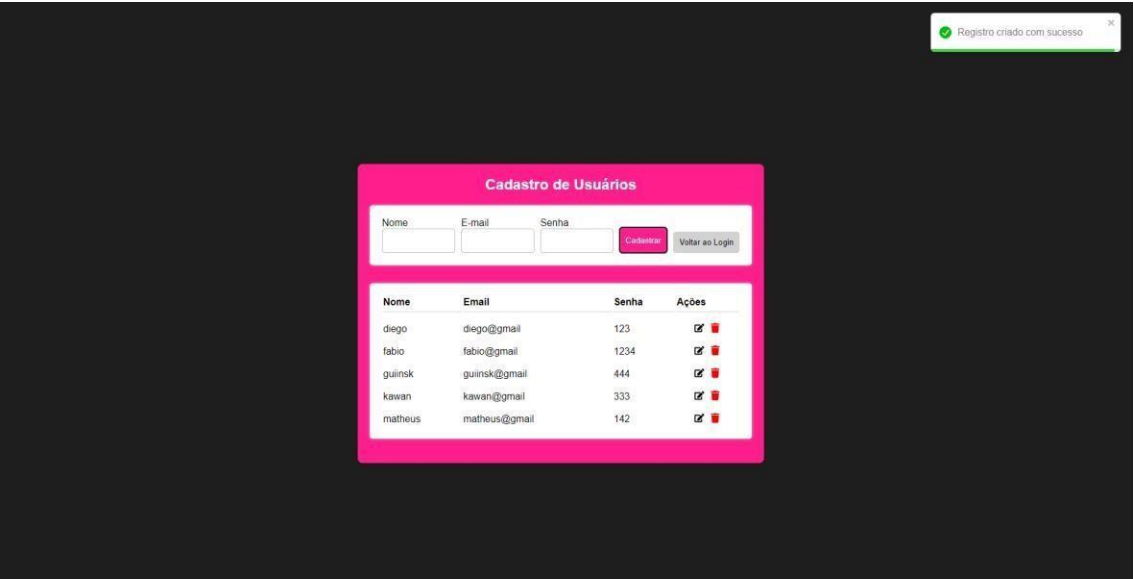 Registro criado com sucesso
Cadastro de Usuários
Nome E-mail Senha
Cadastrar Voltar ao Login
Nome Email Senha Ações
diego diego@gmail 123
fabio fabio@gmail 1234
guiinsk guiinsk@gmail 444
kawan kawan@gmail 333
matheus matheus@gmail 142